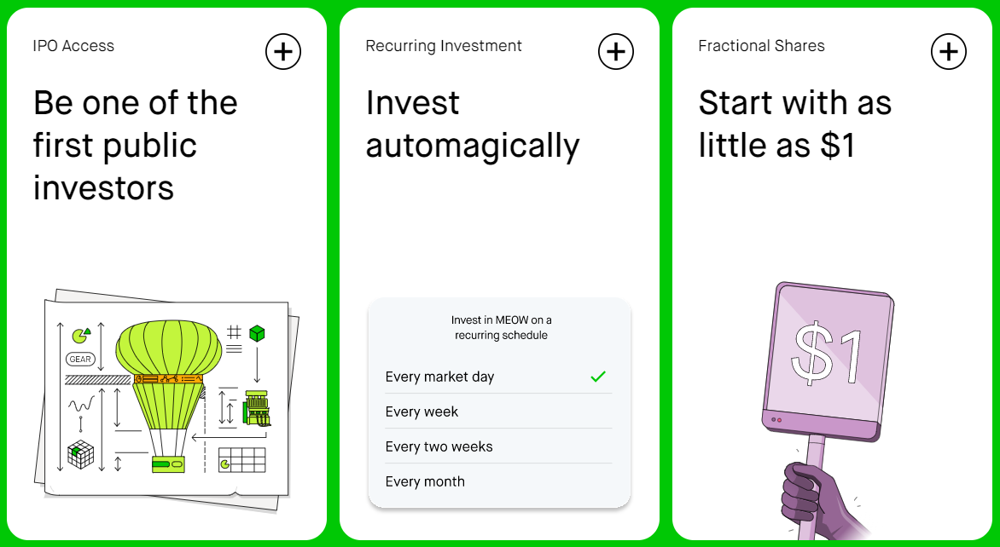 IPO Access
Be one of the
first public
investors
GEAR
Recurring Investment
Invest
automagically
Invest in MEOW on a
recurring schedule
Every market day
Every week
Every two weeks
Every month
Fractional Shares
Start with as
little as $1
$1